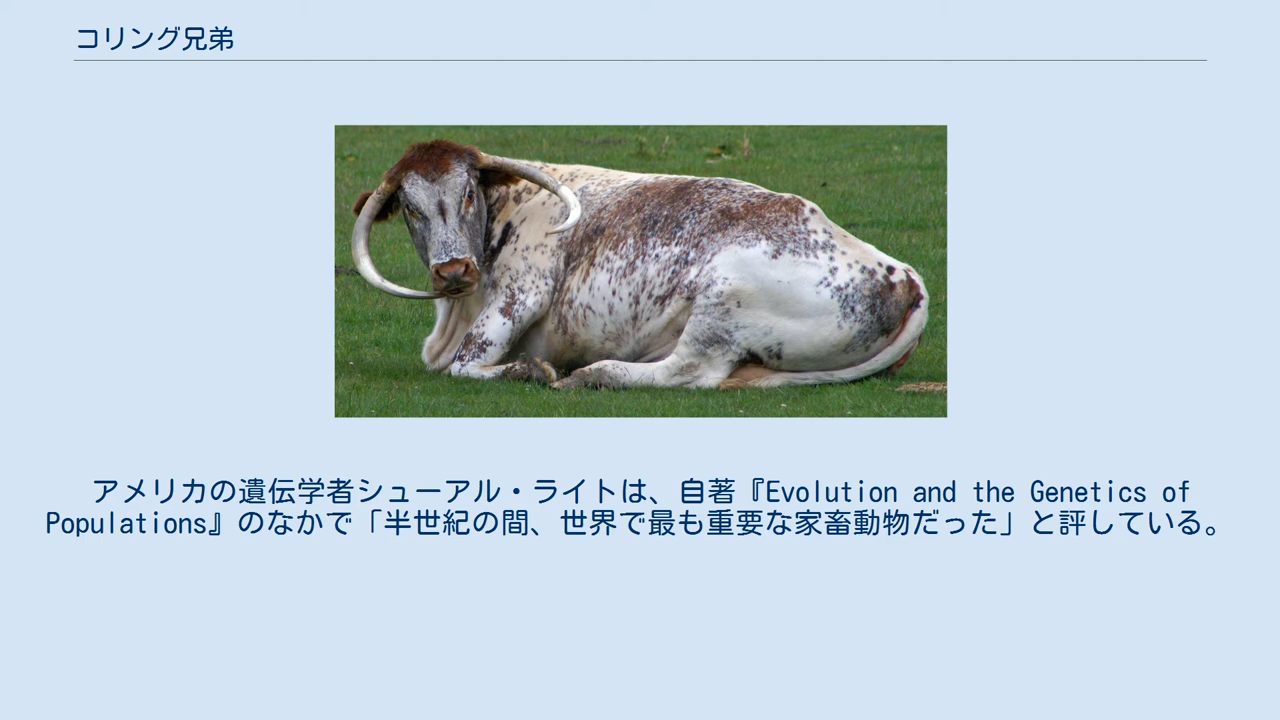 コリング兄弟
アメリカの遺伝学者シューアル・ライトは、自著『Evolution and the Genetics of
Populations』のなかで「半世紀の間、世界で最も重要な家畜動物だった」と評している。